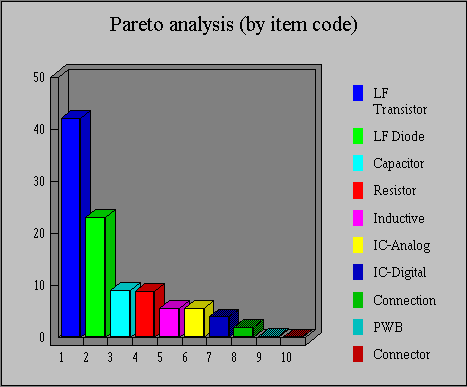 Pareto analysis (by item code)
50
40
30
20
10
0
1 2 3 4 5 6 7 8 9 10
LF
Transistor
LF Diode
Capacitor
Resistor
Inductive
IC-Analog
IC-Digital
Connection
PWB
Connector